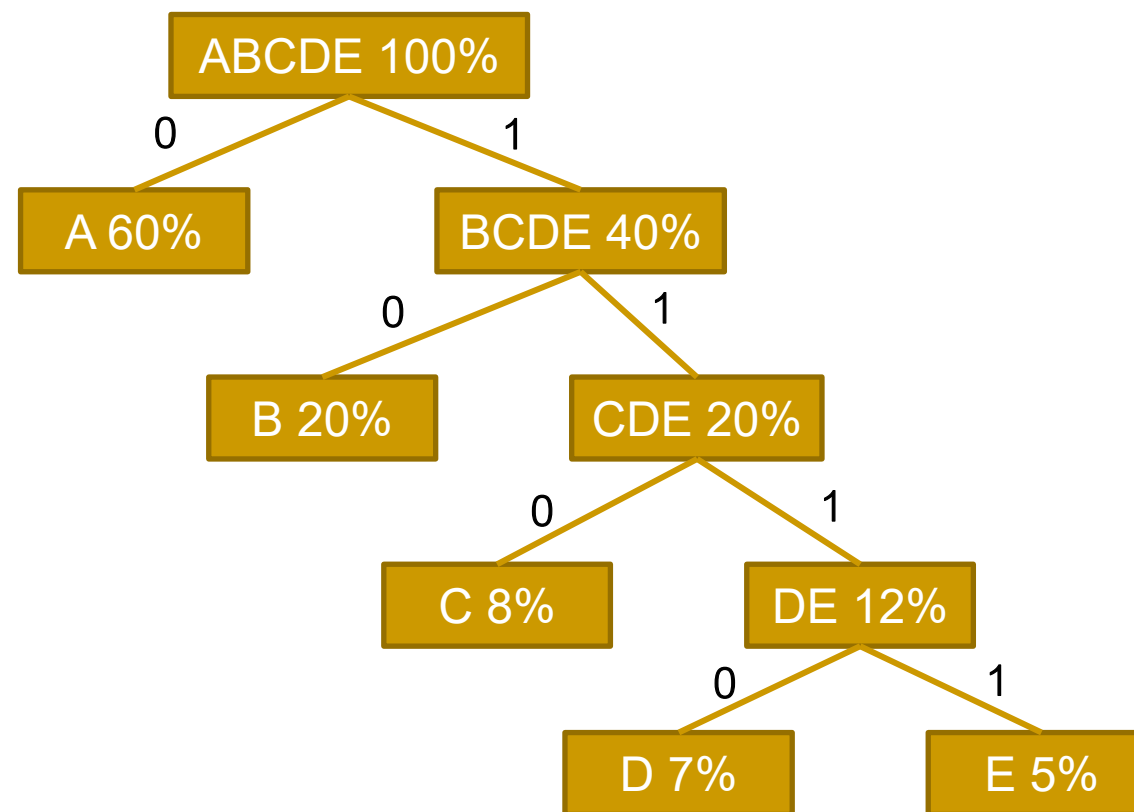 ABCDE 100%
0 1
A 60% BCDE 40%
0 1
B 20% CDE 20%
0 1
C 8% DE 12%
0 1
D 7% E 5%